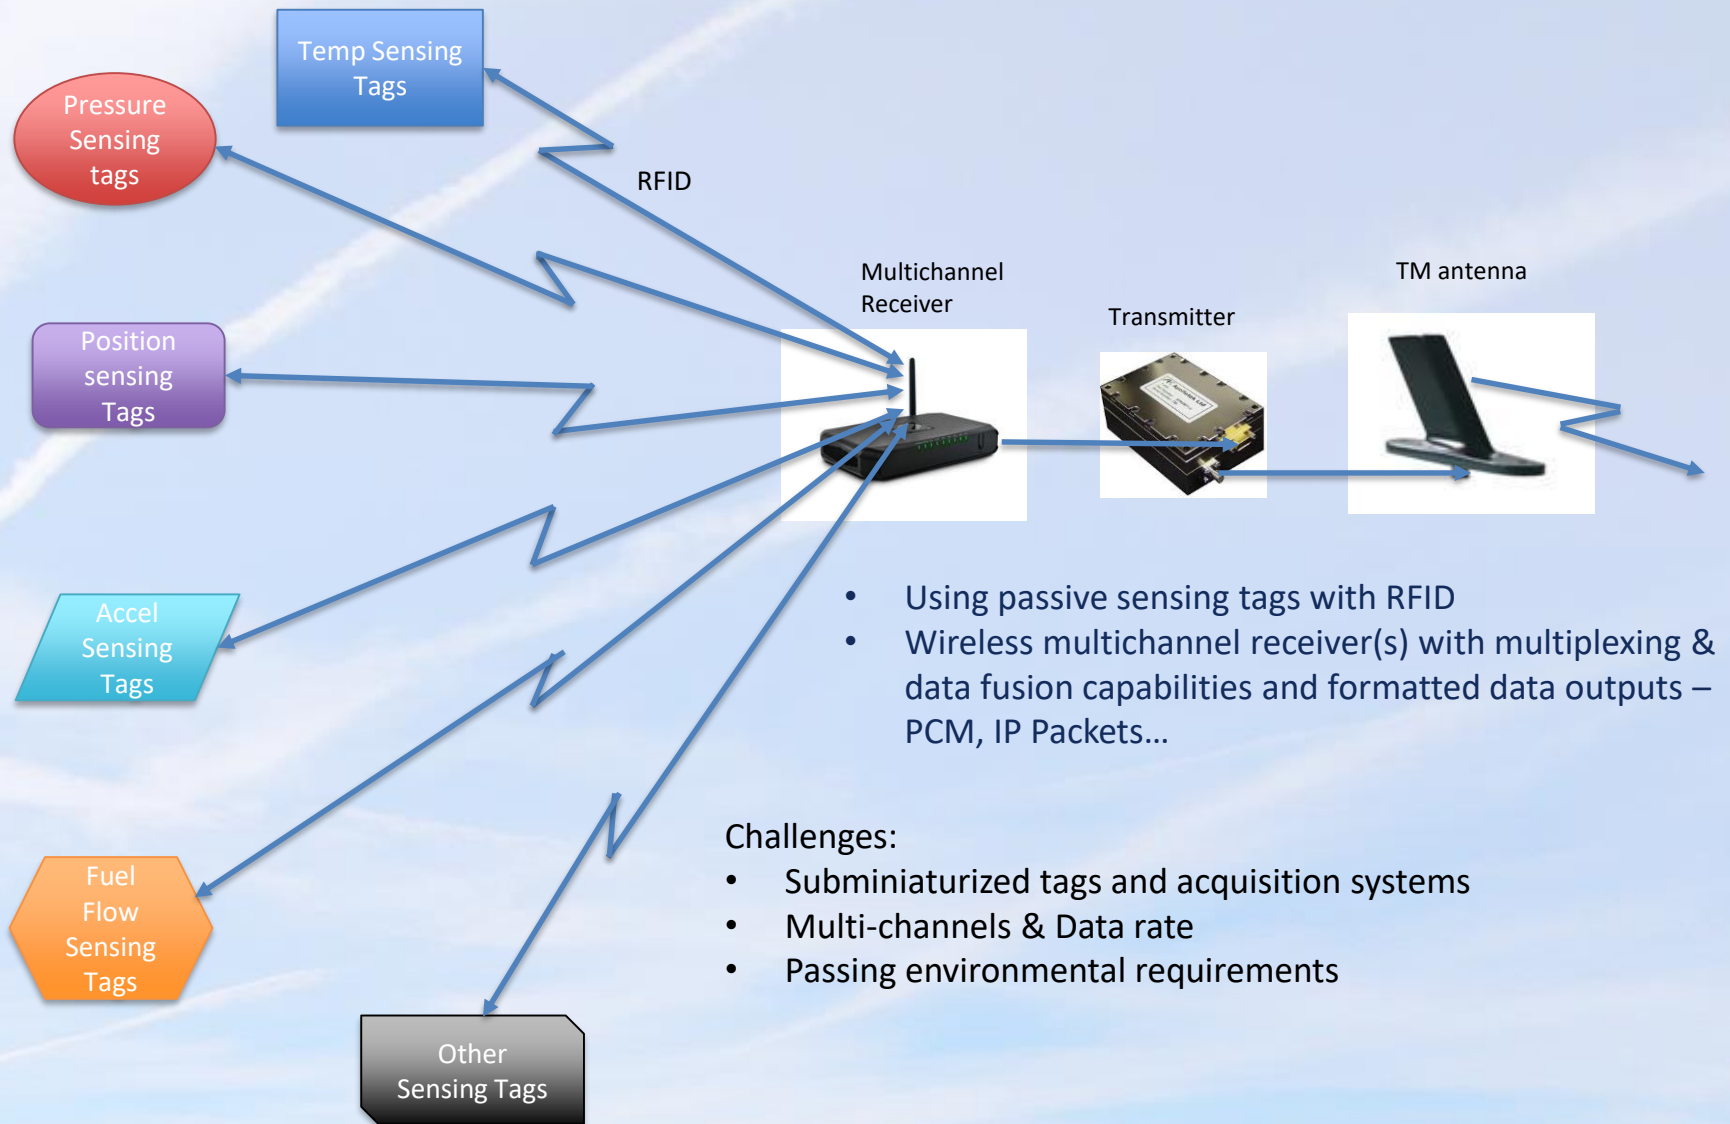 Temp Sensing
Tags
Pressure
Sensing
tags
RFID
Position
sensing
Tags
Multichannel
Receiver
Transmitter
TM antenna
Accel
Sensing
Tags
• Using passive sensing tags with RFID
• Wireless multichannel receiver(s) with multiplexing &
data fusion capabilities and formatted data outputs –
PCM, IP Packets…
Fuel
Flow
Sensing
Tags
Challenges:
• Subminiaturized tags and acquisition systems
• Multi-channels & Data rate
• Passing environmental requirements
Other
Sensing Tags